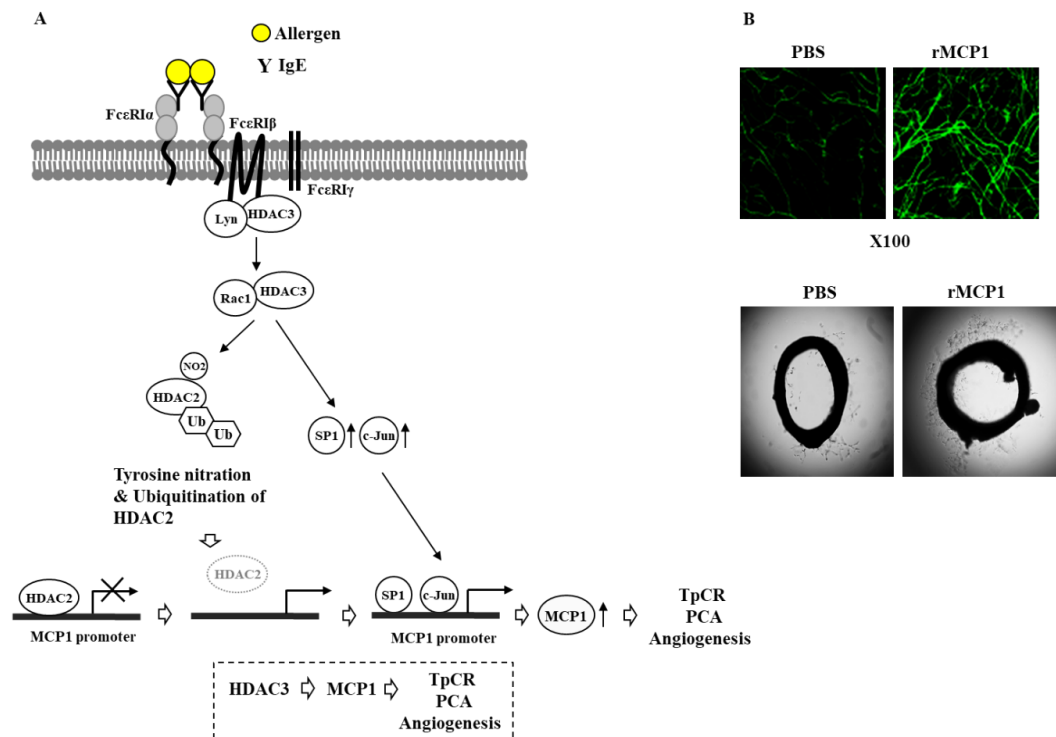 A
Allergen
IgE
FcεRIα
FcεRIβ
FcεRIγ
Lyn
HDAC3
Rac1
HDAC3
NO2
HDAC2
Ub
Ub
SP1
c-Jun
Tyrosine nitration
& Ubiquitination of
HDAC2
HDAC2
HDAC2
MCP1 promoter
SP1
c-Jun
MCP1 promoter
MCP1
TpCR
PCA
Angiogenesis
HDAC3
MCP1
TpCR
PCA
Angiogenesis
B
PBS
rMCP1
X100
PBS
rMCP1